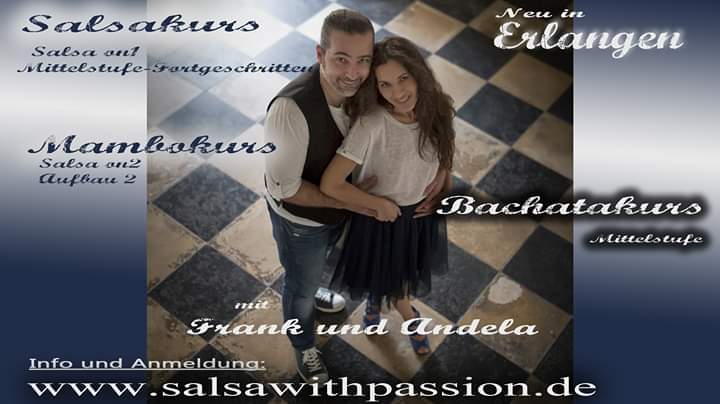 Salsakurs
Salsa on1
Mittelstufe-Fortgeschritten
Neu in
Erlangen
Mambokurs
Salsa on2
Aufbau 2
Bachatakurs
Mittelstufe
mit
Frank und Andela
Info und Anmeldung:
www.salsawithpassion.de